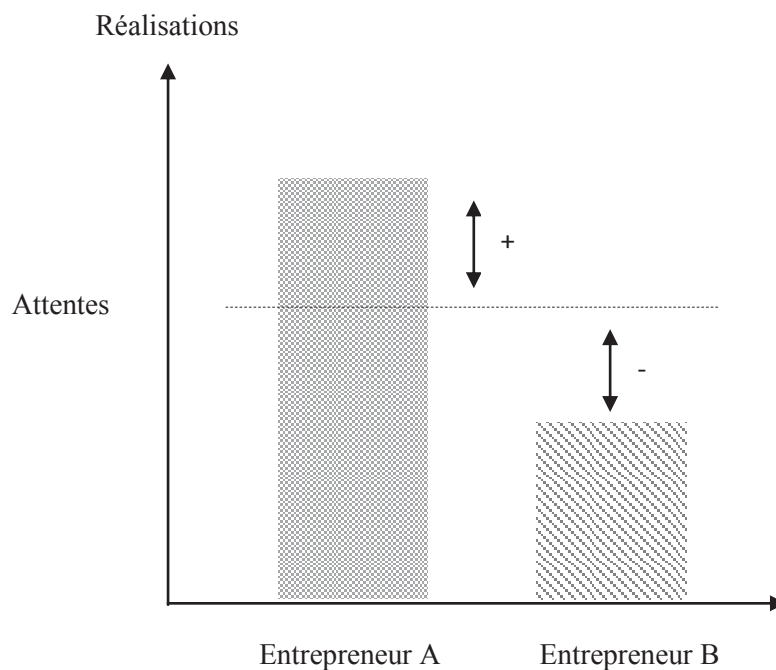 Réalisations
+
Attentes
-
Entrepreneur A
Entrepreneur B